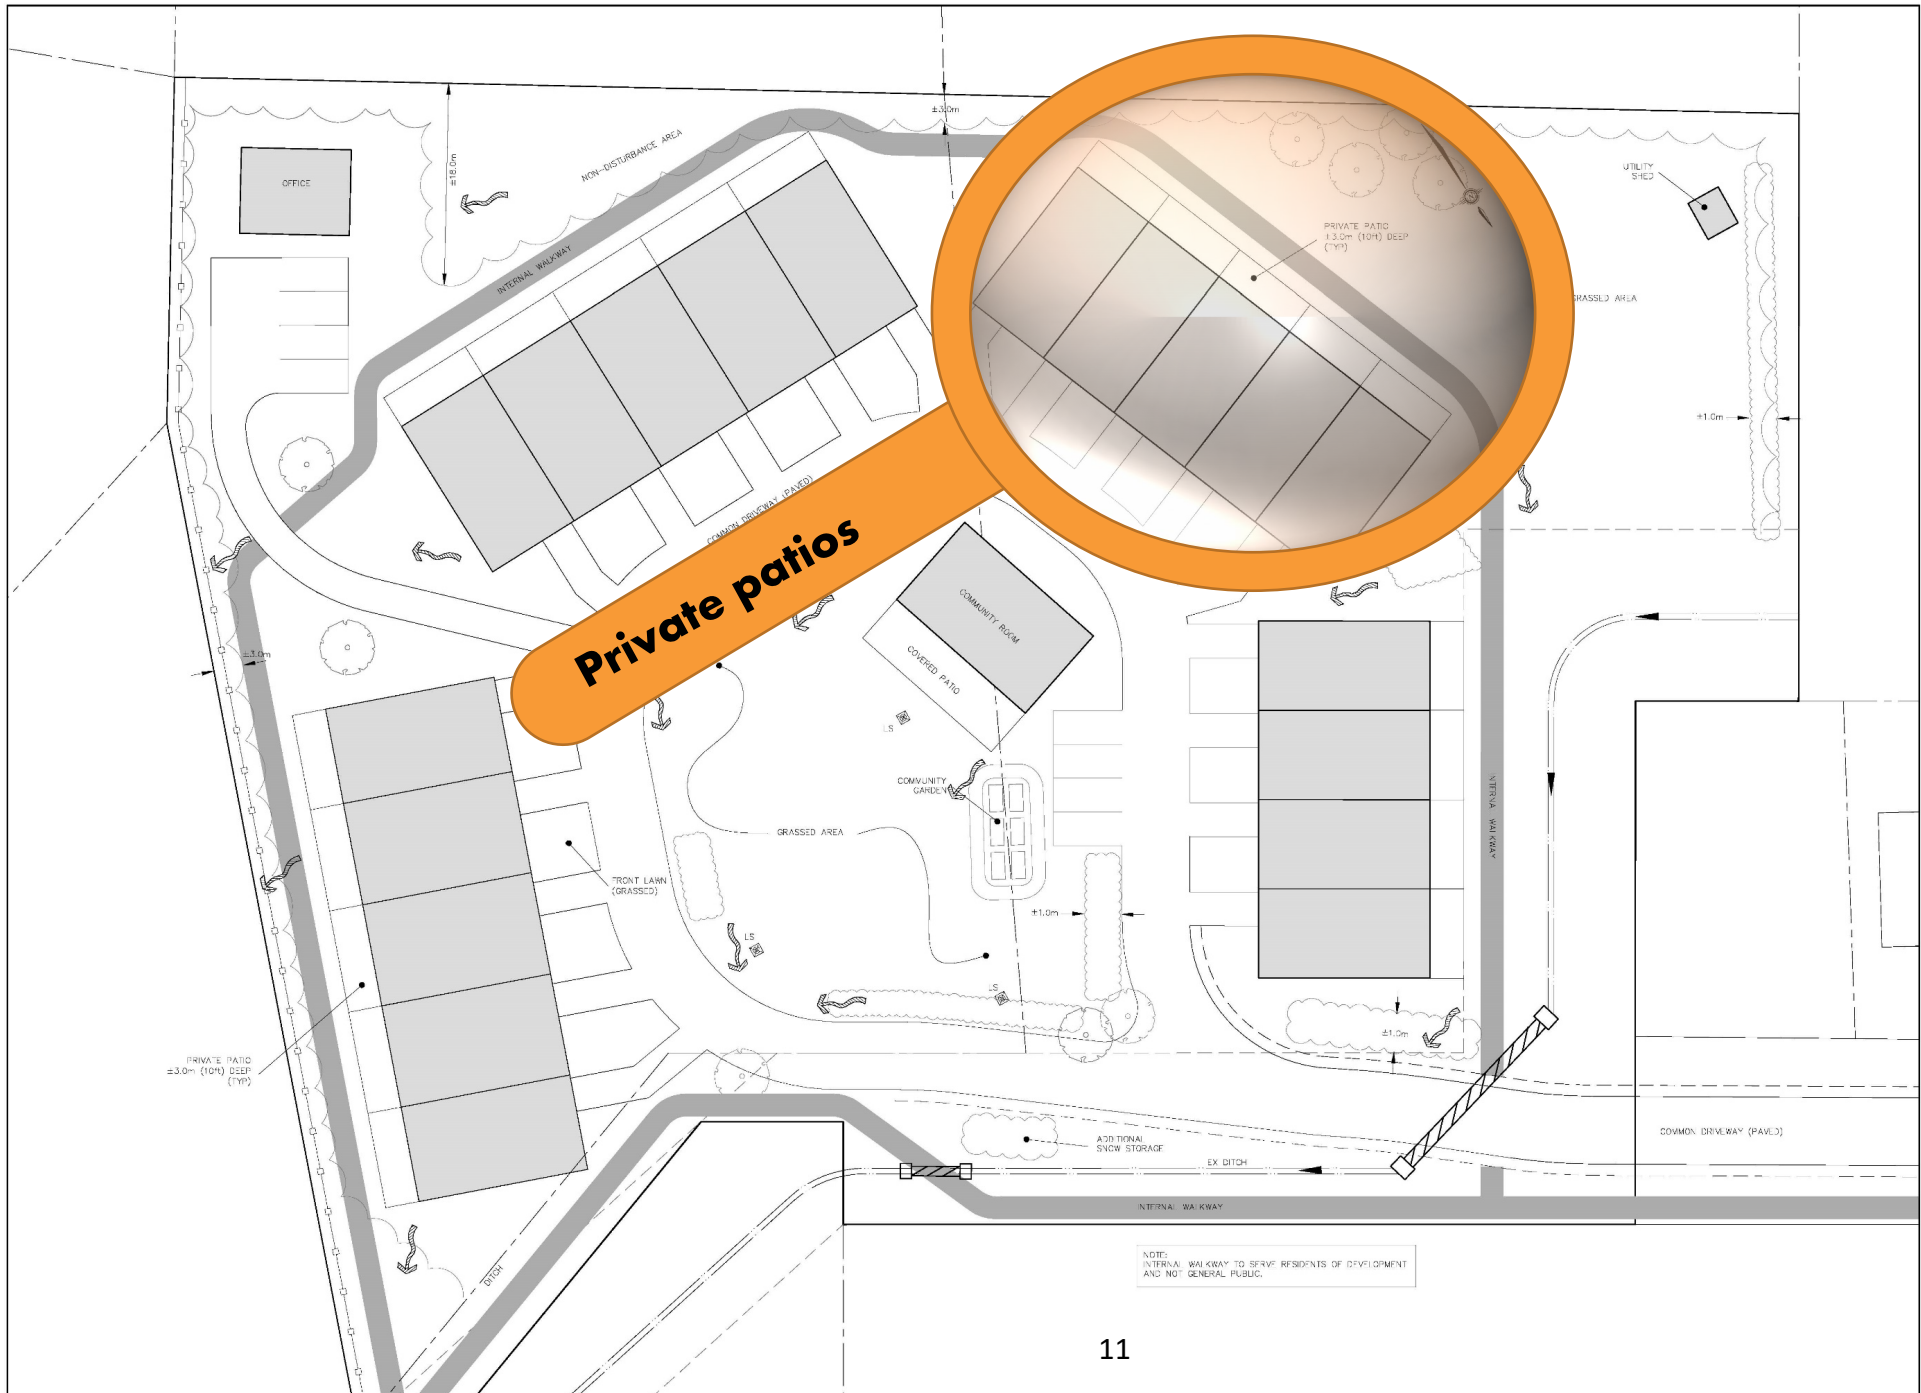 ±3.0m
NON-DISTURBANCE AREA
±18.0m
OFFICE
UTILITY
SHED
INTERNAL WALKWAY
PRIVATE PATIO
±3.0m (10ft) DEEP
(TYP)
GRASSED AREA
±1.0m
COMMON DRIVEWAY (PAVED)
Private patios
COMMUNITY ROOM
COVERED PATIO
±3.0m
LS
COMMUNITY
GARDEN
INTERNAL WALKWAY
GRASSED AREA
FRONT LAWN
(GRASSED)
±1.0m
LS
LS
±1.0m
PRIVATE PATIO
±3.0m (10ft) DEEP
(TYP)
ADDITIONAL
SNOW STORAGE
COMMON DRIVEWAY (PAVED)
EX DITCH
INTERNAL WALKWAY
DITCH
NOTE:
INTERNAL WALKWAY TO SERVE RESIDENTS OF DEVELOPMENT
AND NOT GENERAL PUBLIC.
11